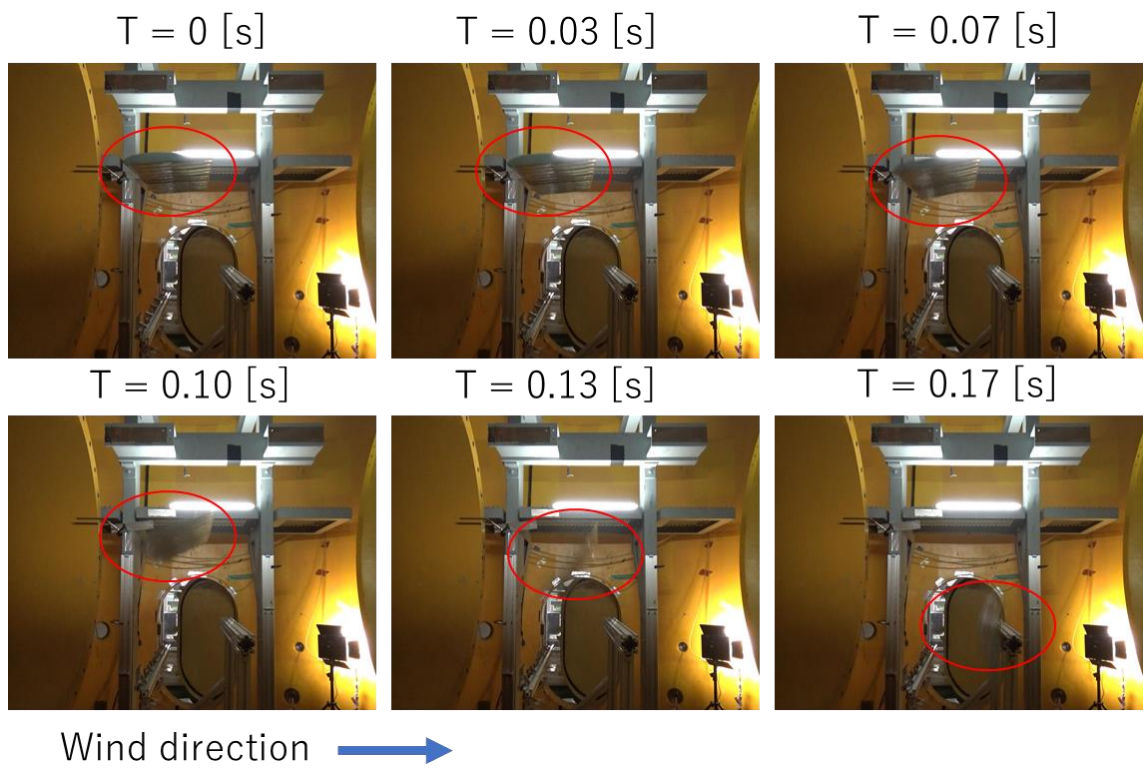 T = 0 [s]
T = 0.03 [s]
T = 0.07 [s]
T = 0.10 [s]
T = 0.13 [s]
T = 0.17 [s]
Wind direction